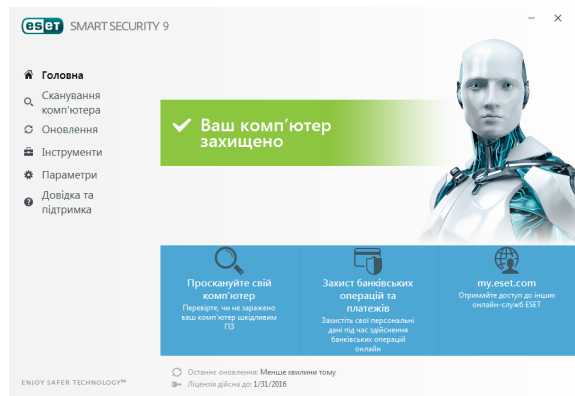 eset SMART SECURITY 9
Головна
Сканування
комп'ютера
Оновлення
Інструменти
Параметри
Довідка та
підтримка
Ваш комп'ютер
захищено
Проскануйте свій
комп'ютер
Перевірте, чи не заражено
ваш комп'ютер шкідливим
ПЗ
Захист банківських
операцій та
платежів
Захистіть свої персональні
дані під час здійснення
банківських операцій
онлайн
my.eset.com
Отримайте доступ до інших
онлайн-служб ESET
ENJOY SAFER TECHNOLOGY™
Останнє оновлення: Менше хвилини тому
Ліцензія дійсна до: 1/31/2016